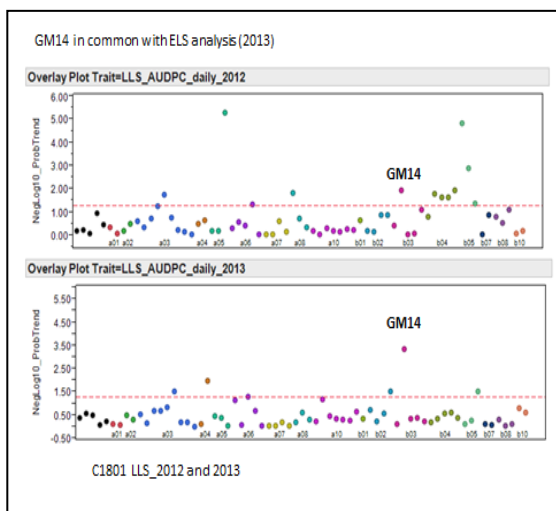 GM14 in common with ELS analysis (2013)
Overlay Plot Trait=LLS_AUDPC_daily_2012
6.00
5.00
4.00
3.00
2.00
1.00
0.00
NegLog10_ProbTrend
GM14
a01 a02 a03 a04 a05 a06 a07 a08 a10 b01 b02 b03 b04 b05 b07 b08 b10
Overlay Plot Trait=LLS_AUDPC_daily_2013
5.50
4.50
3.50
2.50
1.50
0.50
-0.50
NegLog10_ProbTrend
GM14
a01 a02 a03 a04 a05 a06 a07 a08 a10 b01 b02 b03 b04 b05 b07 b08 b10
C1801 LLS_2012 and 2013